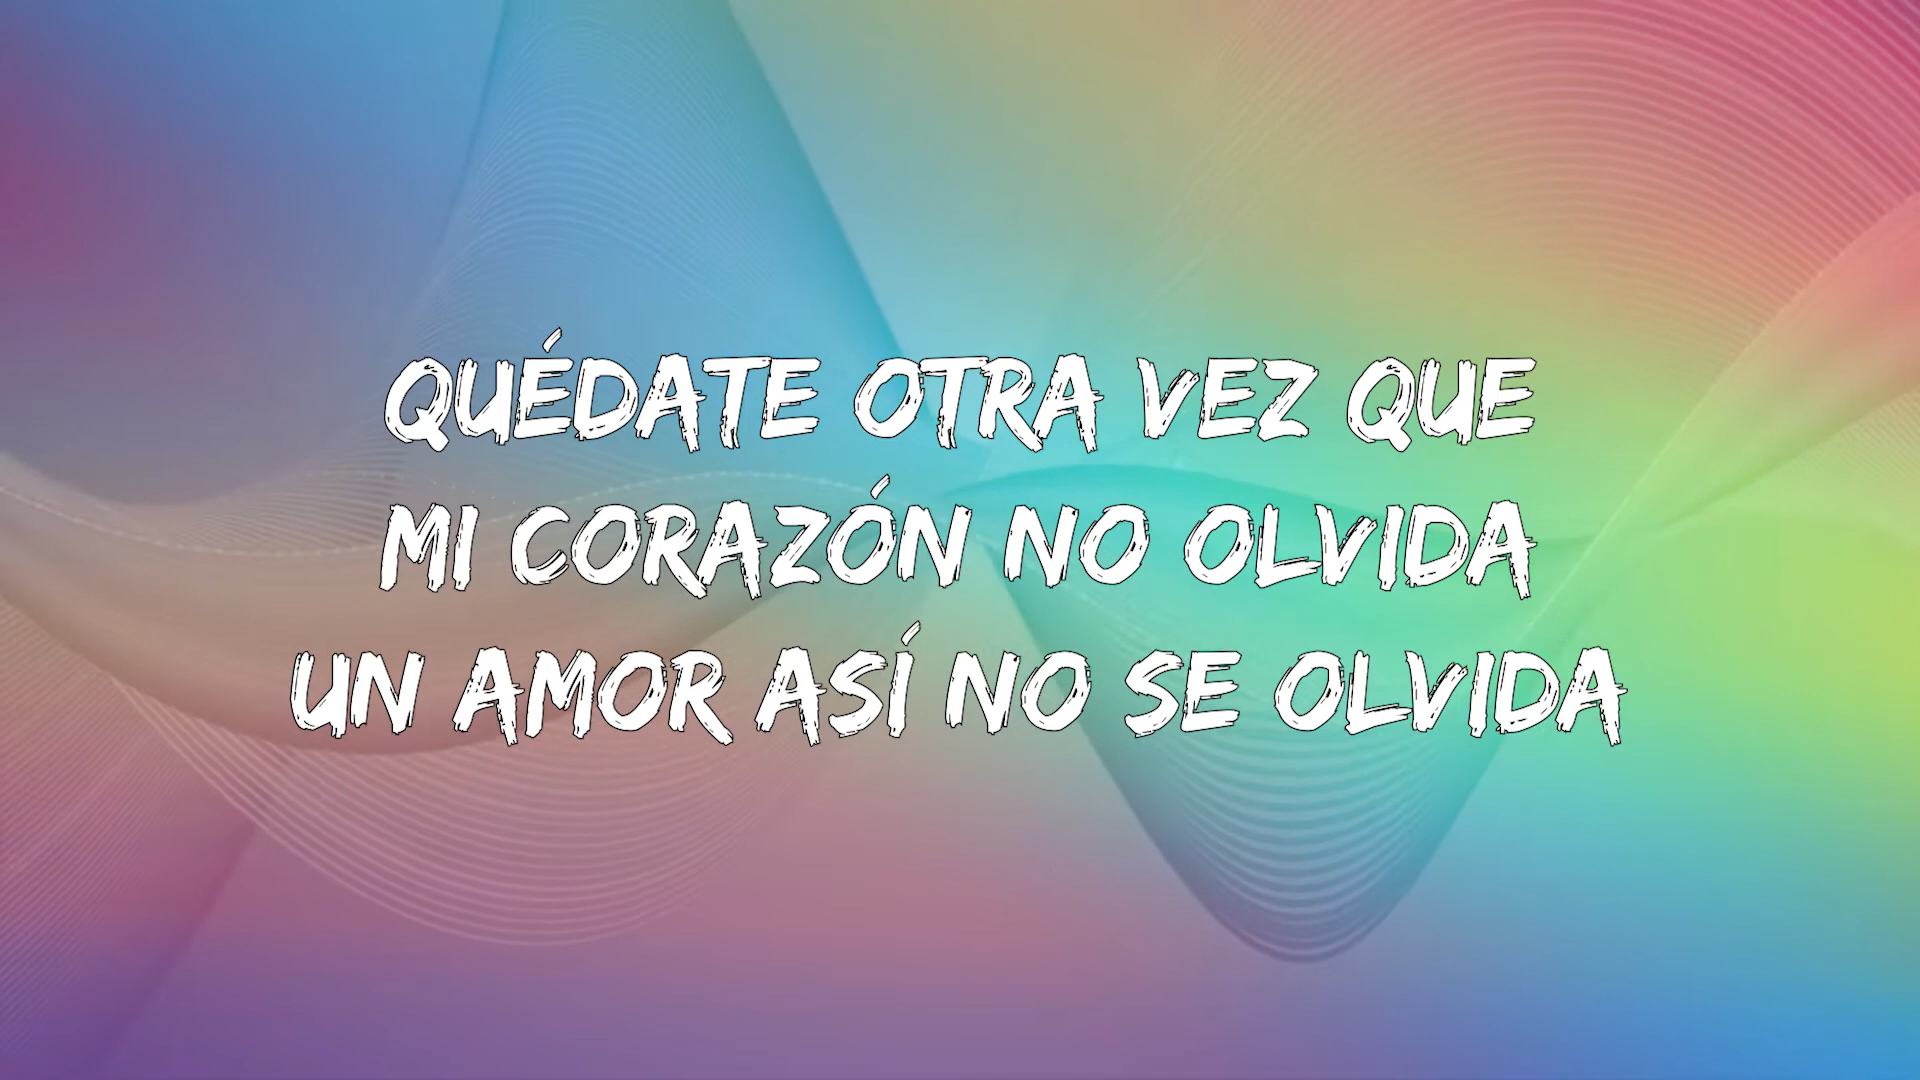 QUÉDATE OTRA VEZ QUE
MI CORAZÓN NO OLVIDA
UN AMOR ASÍ NO SE OLVIDA